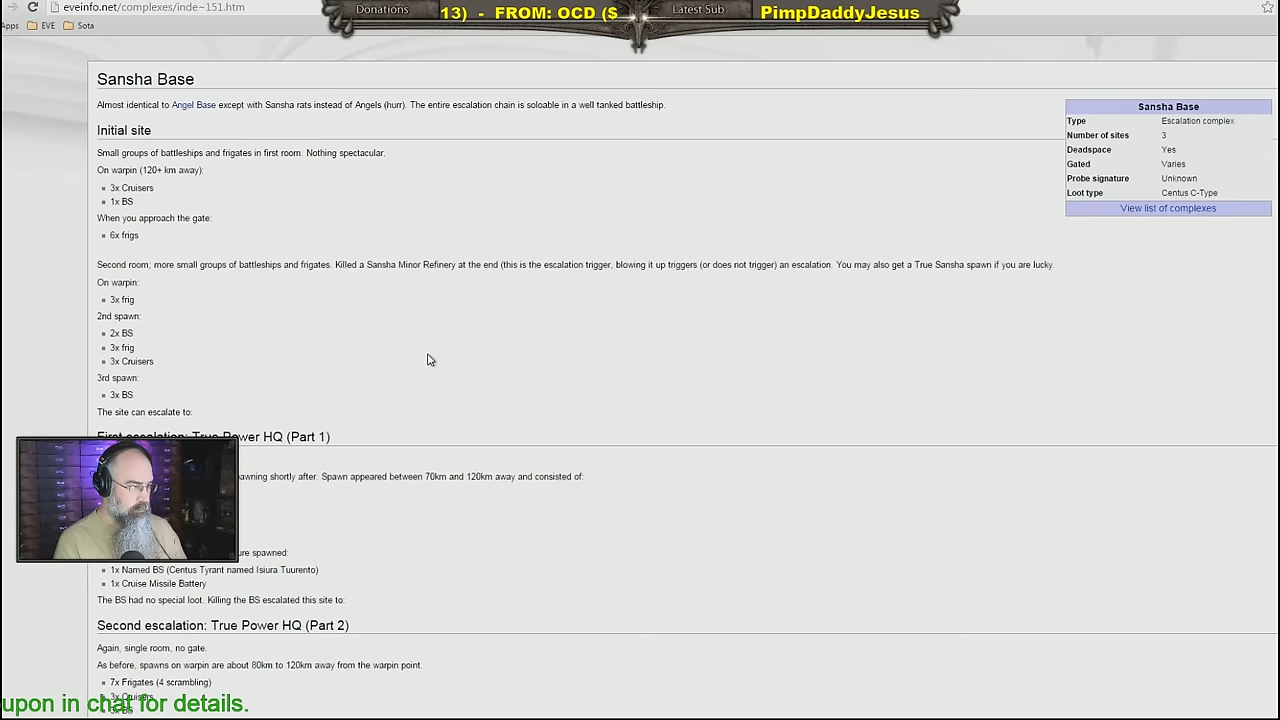 eveinfo.net/complexes/inde~151.htm
Donations
13) - FROM: OCD ($
Latest Sub
PimpDaddyJesus
Apps
EVE
Sota
Sansha Base
Almost identical to Angel Base except with Sansha rats instead of Angels (hurr). The entire escalation chain is soloable in a well tanked battleship.
Initial site
Small groups of battleships and frigates in first room. Nothing spectacular.
On warpin (120+ km away):
3x Cruisers
1x BS
When you approach the gate:
6x frigs
Second room; more small groups of battleships and frigates. Killed a Sansha Minor Refinery at the end (this is the escalation trigger, blowing it up triggers (or does not trigger) an escalation. You may also get a True Sansha spawn if you are lucky.
On warpin:
3x frig
2nd spawn:
2x BS
3x frig
3x Cruisers
3rd spawn:
3x BS
The site can escalate to:
First escalation: True Power HQ (Part 1)
awning shortly after. Spawn appeared between 70km and 120km away and consisted of:
ure spawned:
1x Named BS (Centus Tyrant named Isiura Tuurento)
1x Cruise Missile Battery
The BS had no special loot. Killing the BS escalated this site to:
Second escalation: True Power HQ (Part 2)
Again, single room, no gate.
As before, spawns on warpin are about 80km to 120km away from the warpin point.
7x Frigates (4 scrambling)
3x Cruisers
BS
Sansha Base
Type Escalation complex
Number of sites 3
Deadspace Yes
Gated Varies
Probe signature Unknown
Loot type Centus C-Type
View list of complexes
upon in chat for details.